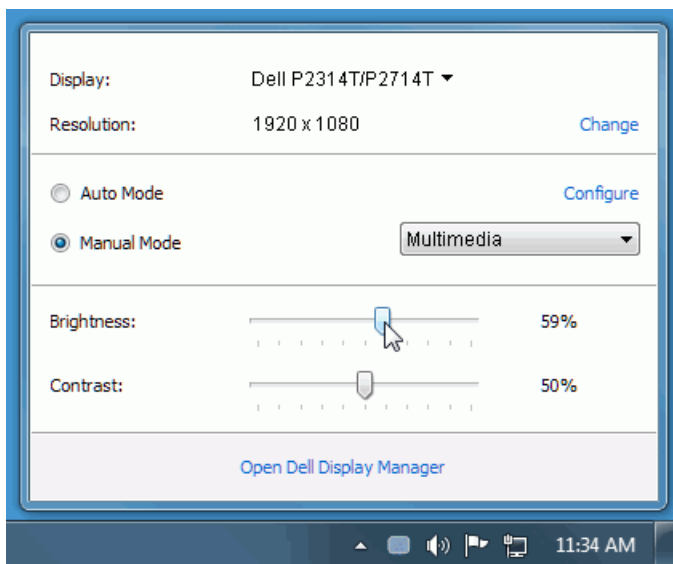 Display: Dell P2314T/P2714T
Resolution: 1920 x 1080 Change
Auto Mode Configure
Manual Mode Multimedia
Brightness: 59%
Contrast: 50%
Open Dell Display Manager
11:34 AM